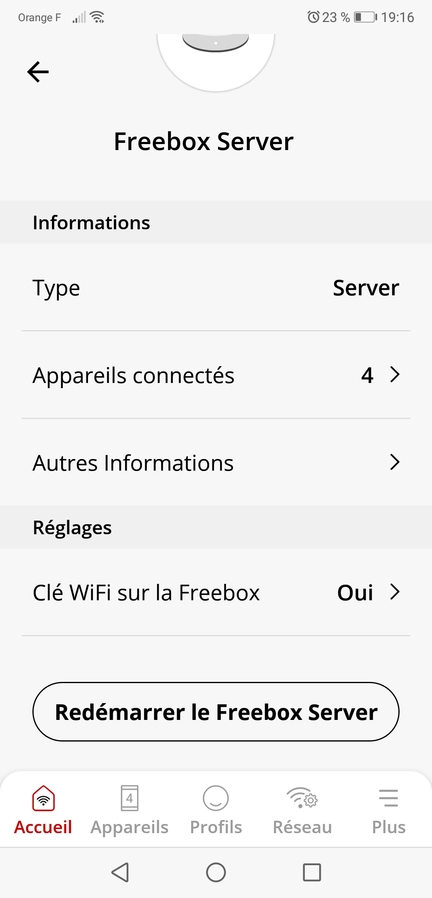 Orange F 23 % 19:16
Freebox Server
Informations
Type Server
Appareils connectés 4
Autres Informations
Réglages
Clé WiFi sur la Freebox Oui
Redémarrer le Freebox Server
4
Accueil Appareils Profils Réseau Plus